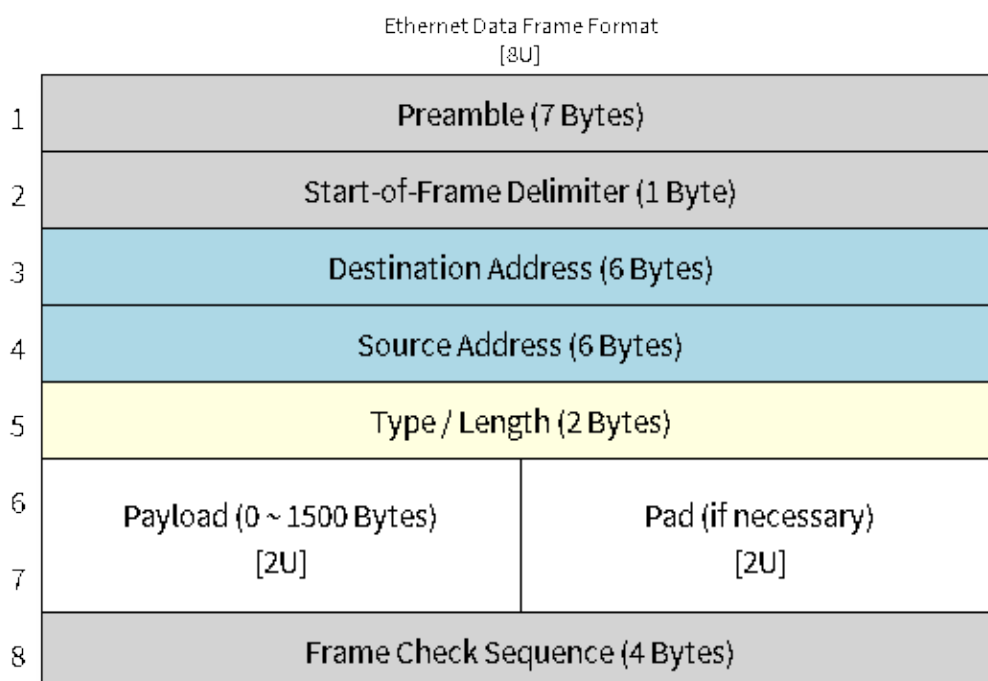 Ethernet Data Frame Format
[8U]
1
Preamble (7 Bytes)
2
Start-of-Frame Delimiter (1 Byte)
3
Destination Address (6 Bytes)
4
Source Address (6 Bytes)
5
Type / Length (2 Bytes)
6
Payload (0 ~ 1500 Bytes)
[2U]
Pad (if necessary)
[2U]
7
8
Frame Check Sequence (4 Bytes)